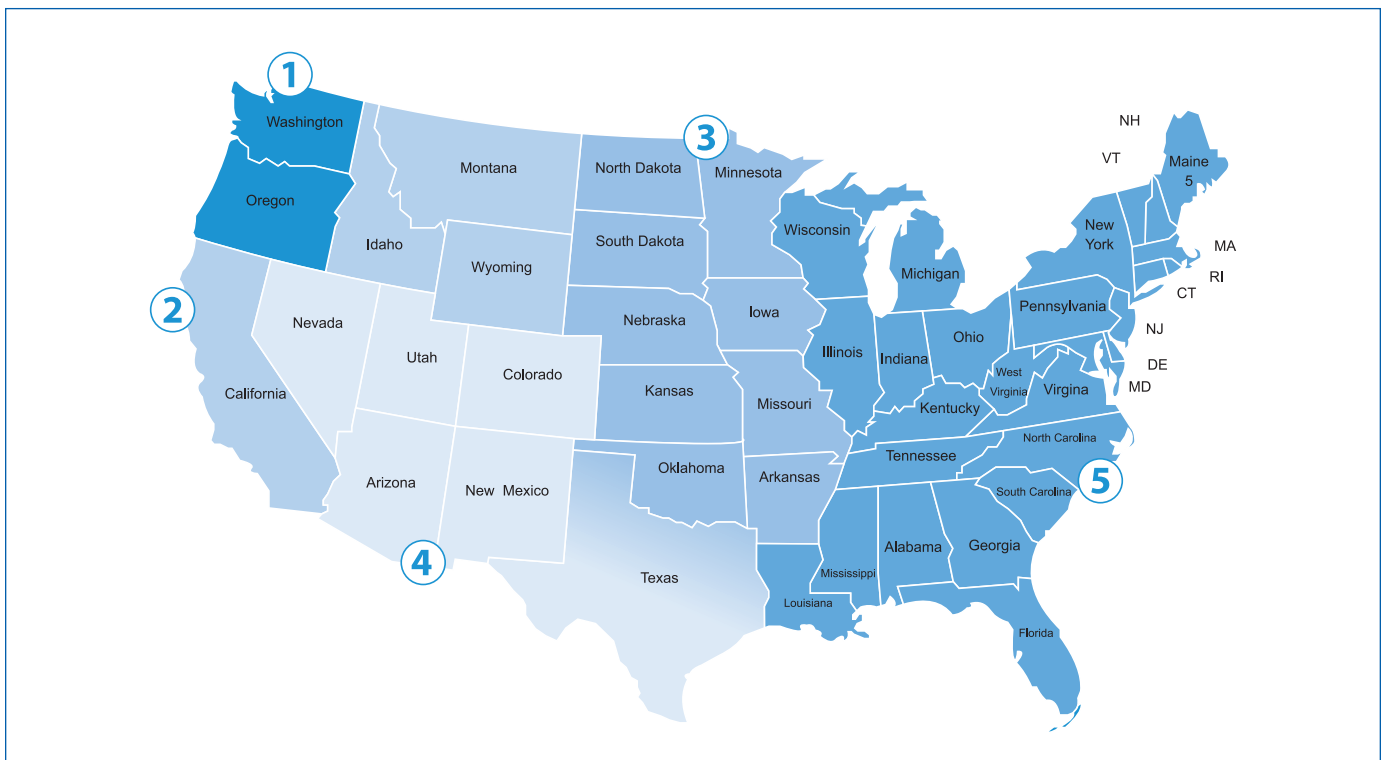 1
Washington
Oregon
2
California
Nevada
Idaho
Montana
Wyoming
Utah
Colorado
Arizona
New Mexico
4
3
North Dakota
South Dakota
Nebraska
Kansas
Oklahoma
Texas
Minnesota
Iowa
Missouri
Arkansas
Louisiana
Wisconsin
Illinois
Michigan
Indiana
Ohio
Kentucky
Tennessee
Mississippi
Alabama
Georgia
Florida
South Carolina
North Carolina
5
West
Virginia
Virgina
Pennsylvania
New
York
Maine
5
NH
VT
MA
RI
CT
NJ
DE
MD